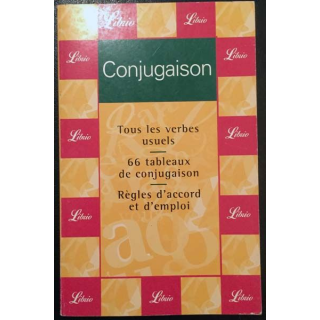 Librio
Librio
Librio
Conjugaison
Librio
Librio
Tous les verbes
usuels
66 tableaux
de conjugaison
Règles d'accord
et d'emploi
Librio
Librio
Librio
Librio
Librio
Librio
Librio